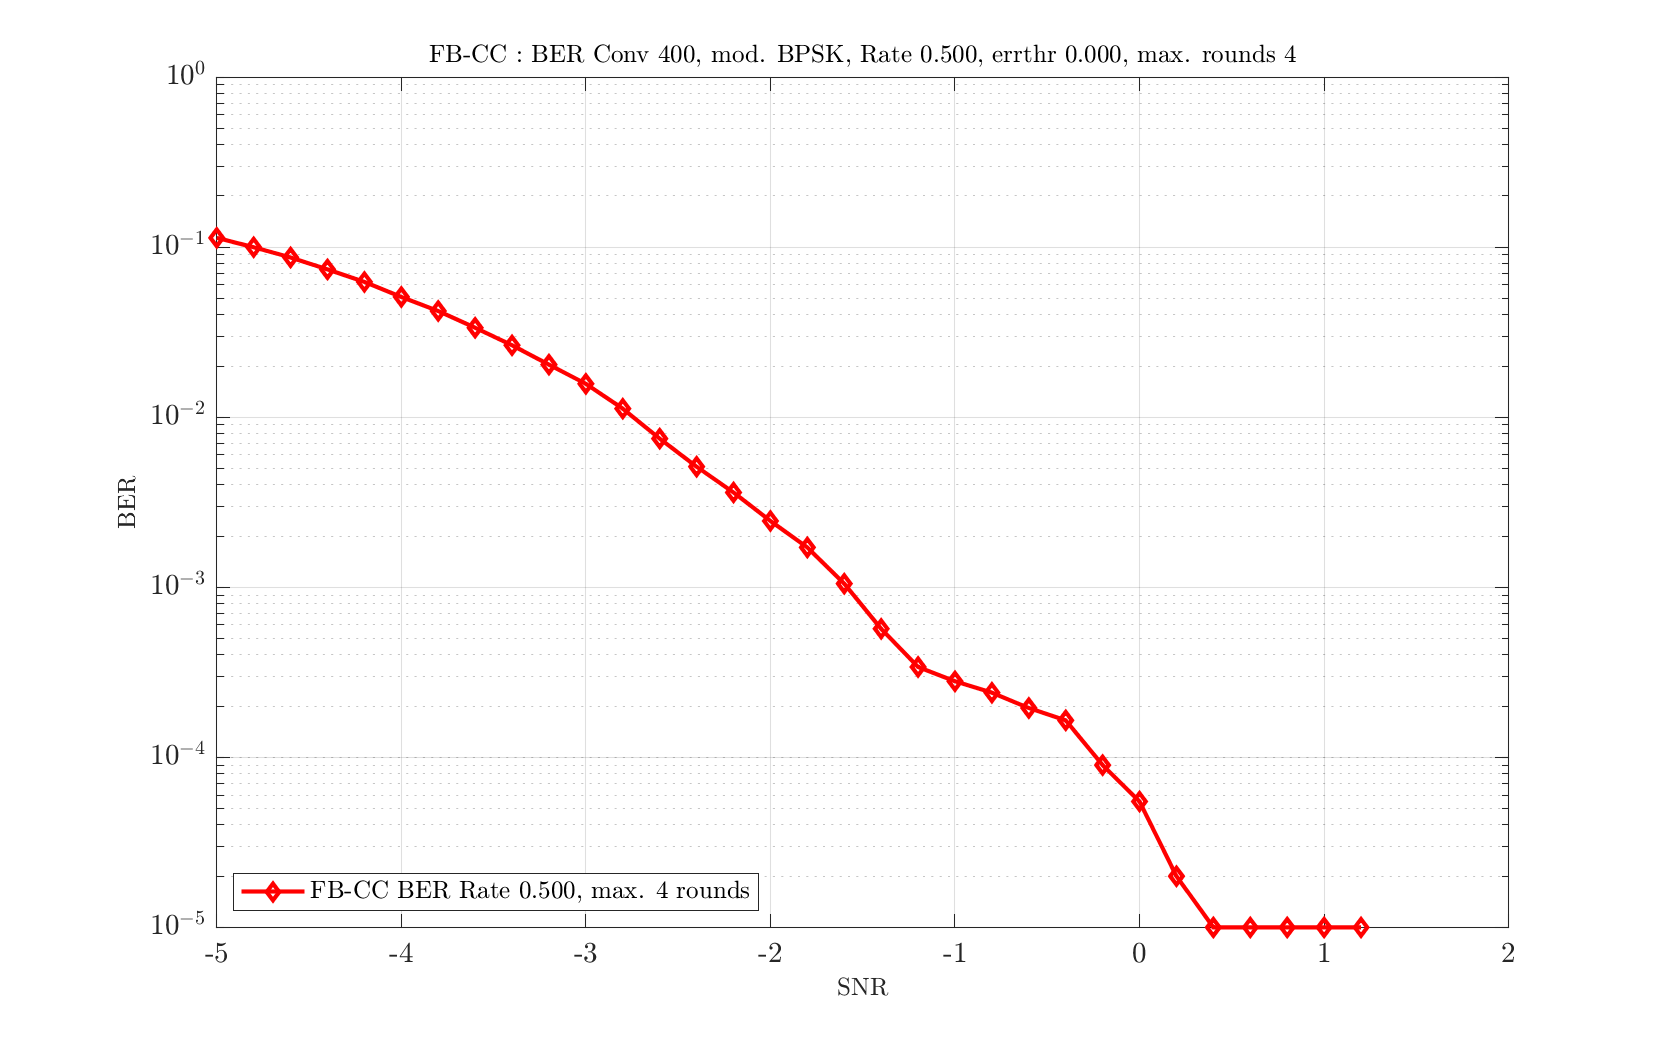 FB-CC : BER Conv 400, mod. BPSK, Rate 0.500, errthr 0.000, max. rounds 4
10^0
10^{-1}
10^{-2}
10^{-3}
10^{-4}
10^{-5}
BER
FB-CC BER Rate 0.500, max. 4 rounds
-5 -4 -3 -2 -1 0 1 2
SNR